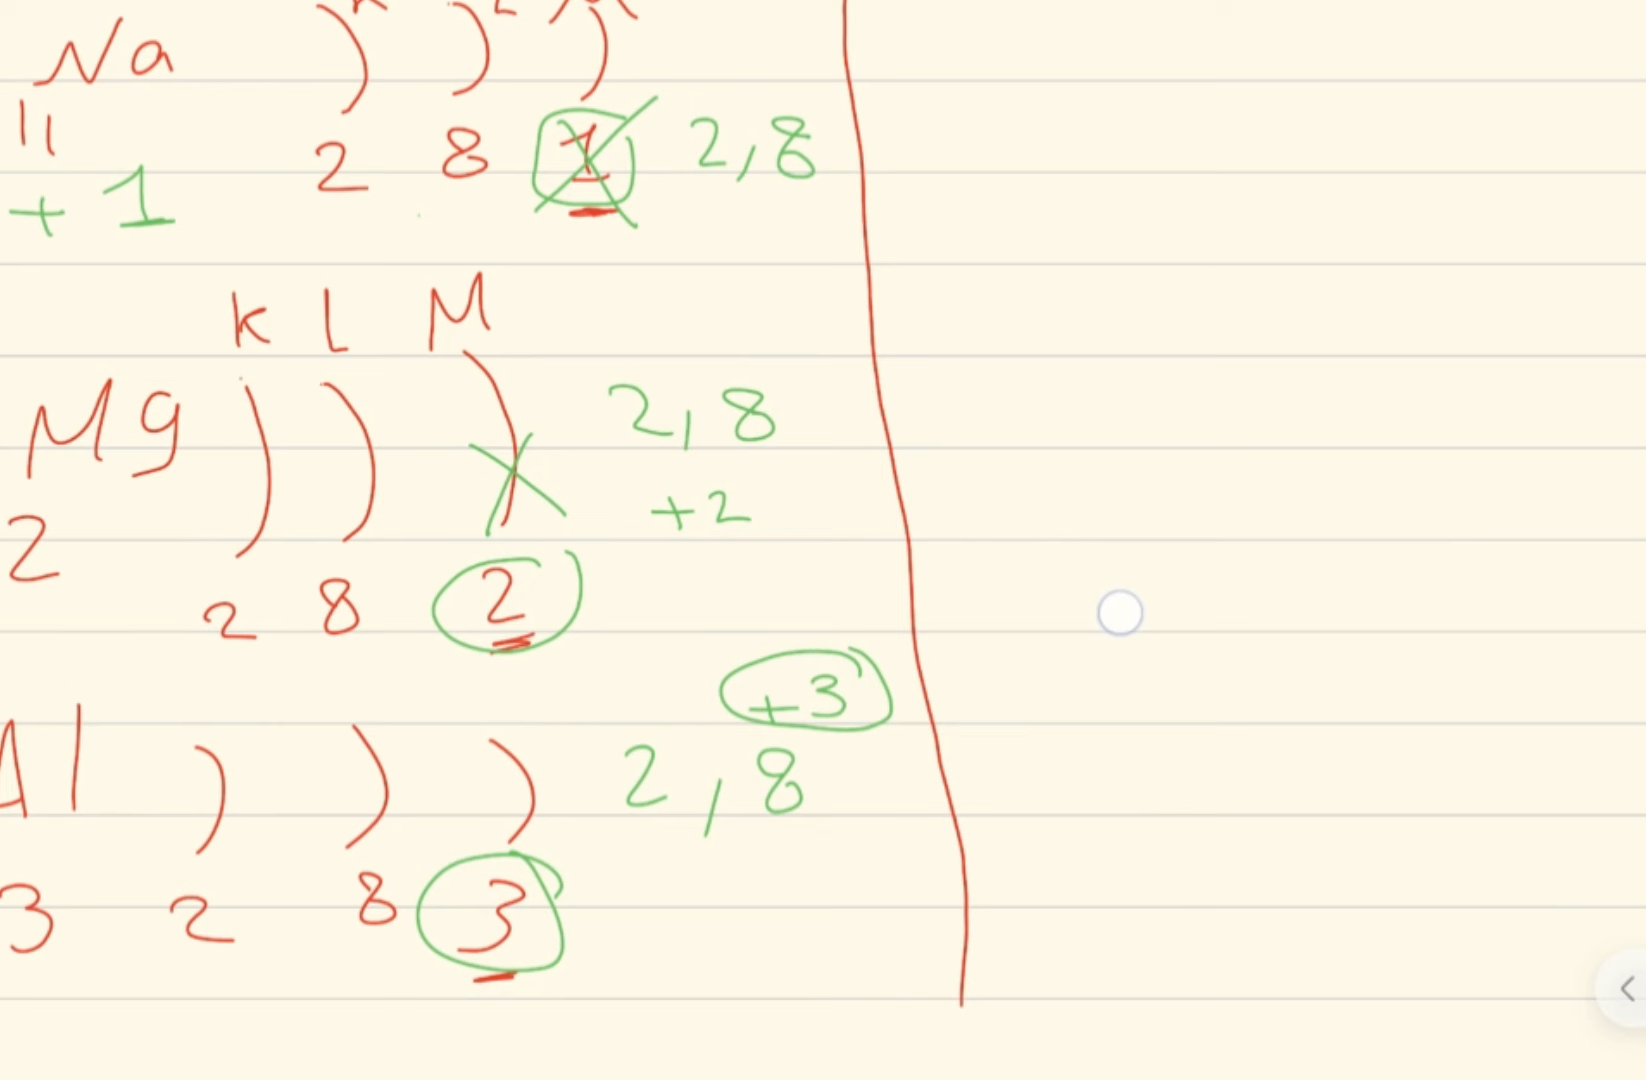 Na ) ) )
11 2 8 1 2,8
+1
K L M
Mg ) ) ) 2,8
2 +2
2 8 2
+3
Al ) ) ) 2,8
3 2 8 3